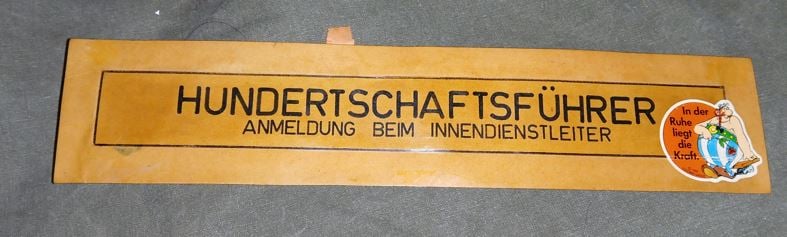 HUNDERTSCHAFTSFÜHRER
ANMELDUNG BEIM INNENDIENSTLEITER
In der
Ruhe
liegt
die
Kraft.